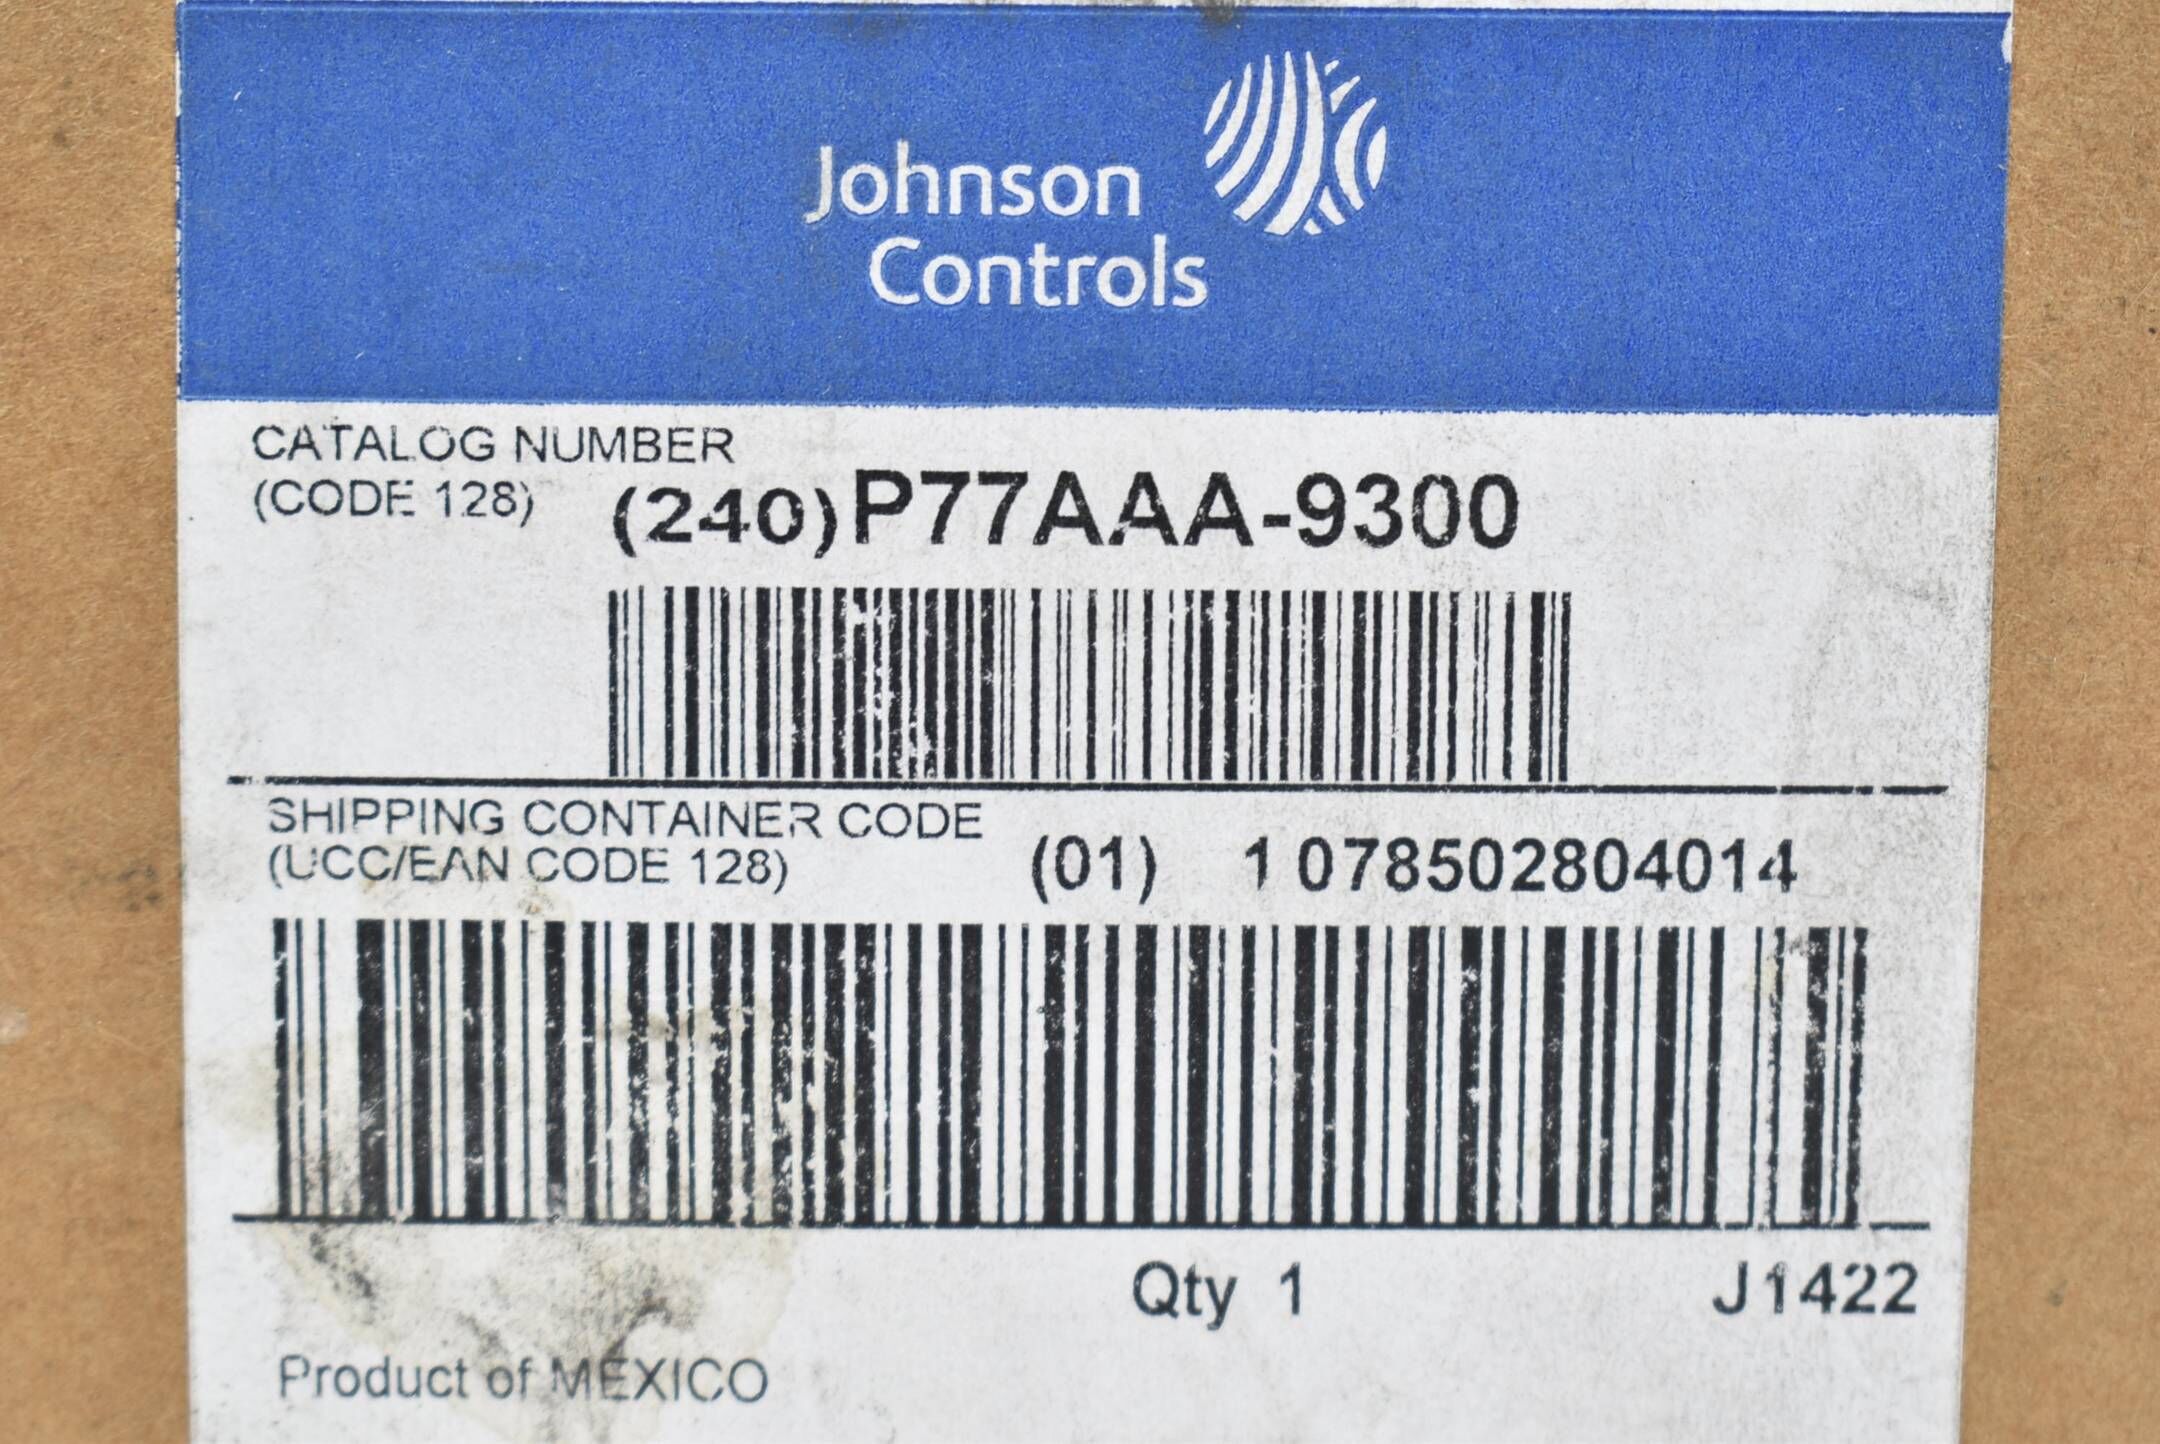 Johnson
Controls
CATALOG NUMBER
(CODE 128)
(240)P77AAA-9300
SHIPPING CONTAINER CODE
(UCC/EAN CODE 128)
(01) 1 078502804014
Qty 1
J1422
Product of MEXICO